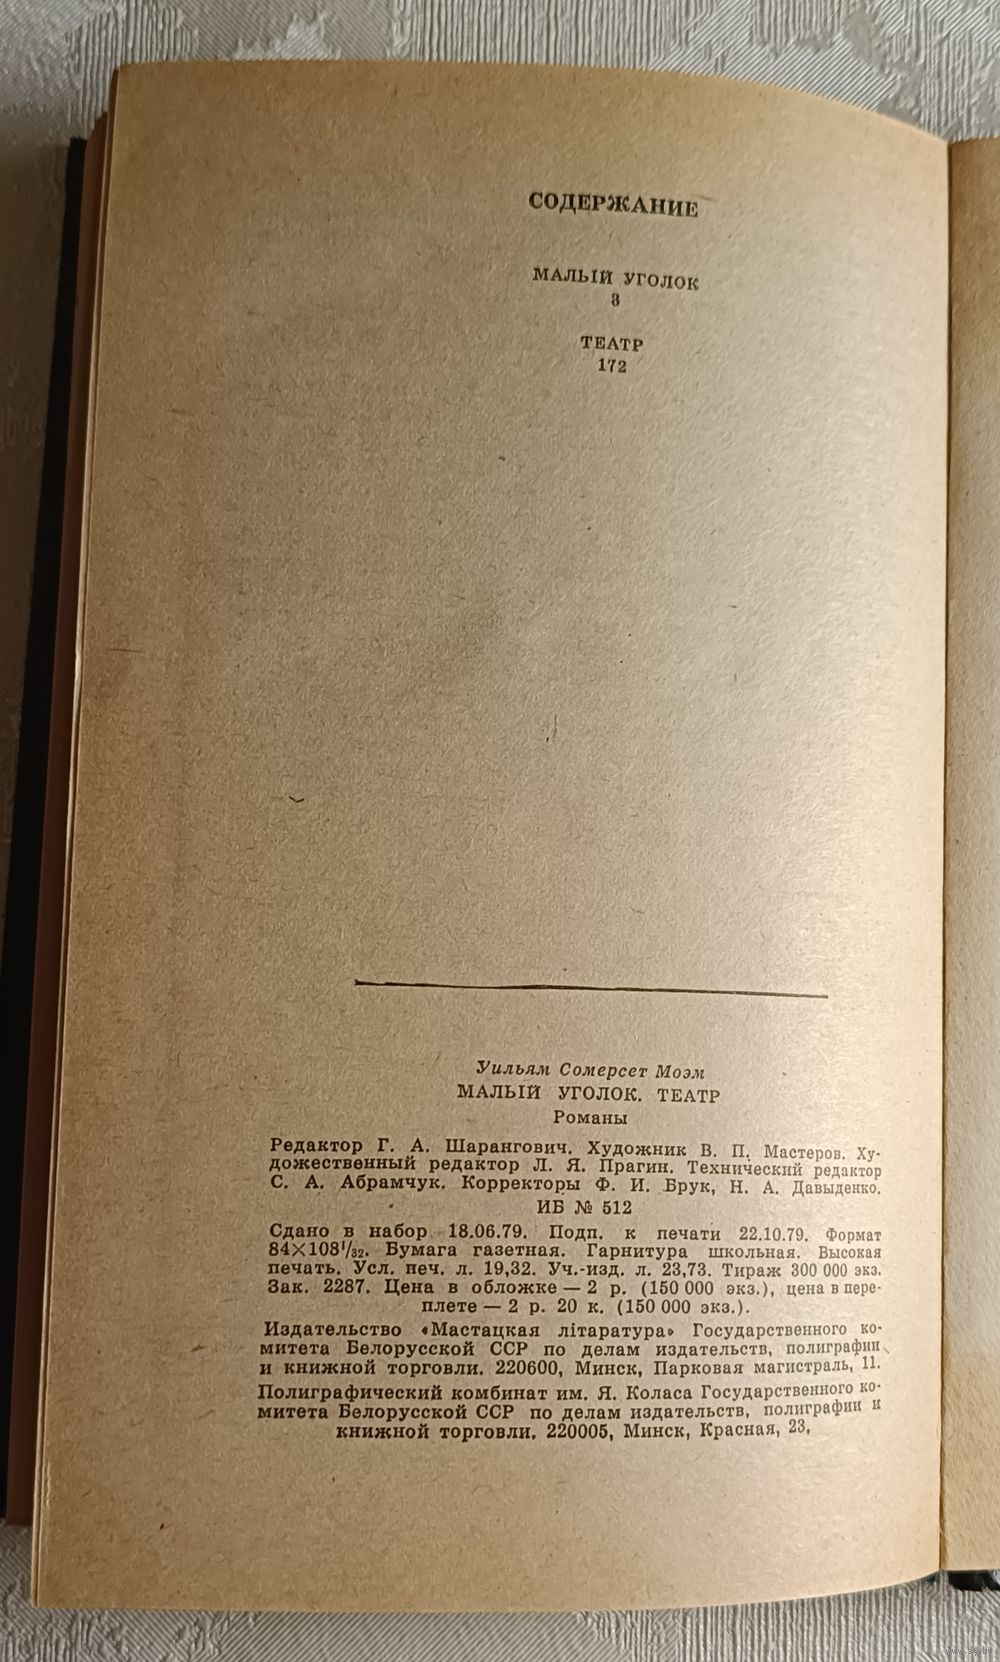 СОДЕРЖАНИЕ
МАЛЫЙ УГОЛОК
3
ТЕАТР
172
Уильям Сомерсет Моэм
МАЛЫЙ УГОЛОК. ТЕАТР
Романы
Редактор Г. А. Шарангович. Художник В. П. Мастеров. Ху-
дожественный редактор Л. Я. Прагин. Технический редактор
С. А. Абрамчук. Корректоры Ф. И. Брук, Н. А. Давыденко.
ИБ № 512
Сдано в набор 18.06.79. Подп. к печати 22.10.79. Формат
84×108¹/₃₂. Бумага газетная. Гарнитура школьная. Высокая
печать. Усл. печ. л. 19,32. Уч.-изд. л. 23,73. Тираж 300 000 экз.
Зак. 2287. Цена в обложке — 2 р. (150 000 экз.), цена в пере-
плете — 2 р. 20 к. (150 000 экз.).
Издательство «Мастацкая лiтаратура» Государственного ко-
митета Белорусской ССР по делам издательств, полиграфии
и книжной торговли. 220600, Минск, Парковая магистраль, 11.
Полиграфический комбинат им. Я. Коласа Государственного ко-
митета Белорусской ССР по делам издательств, полиграфии и
книжной торговли. 220005, Минск, Красная, 23.